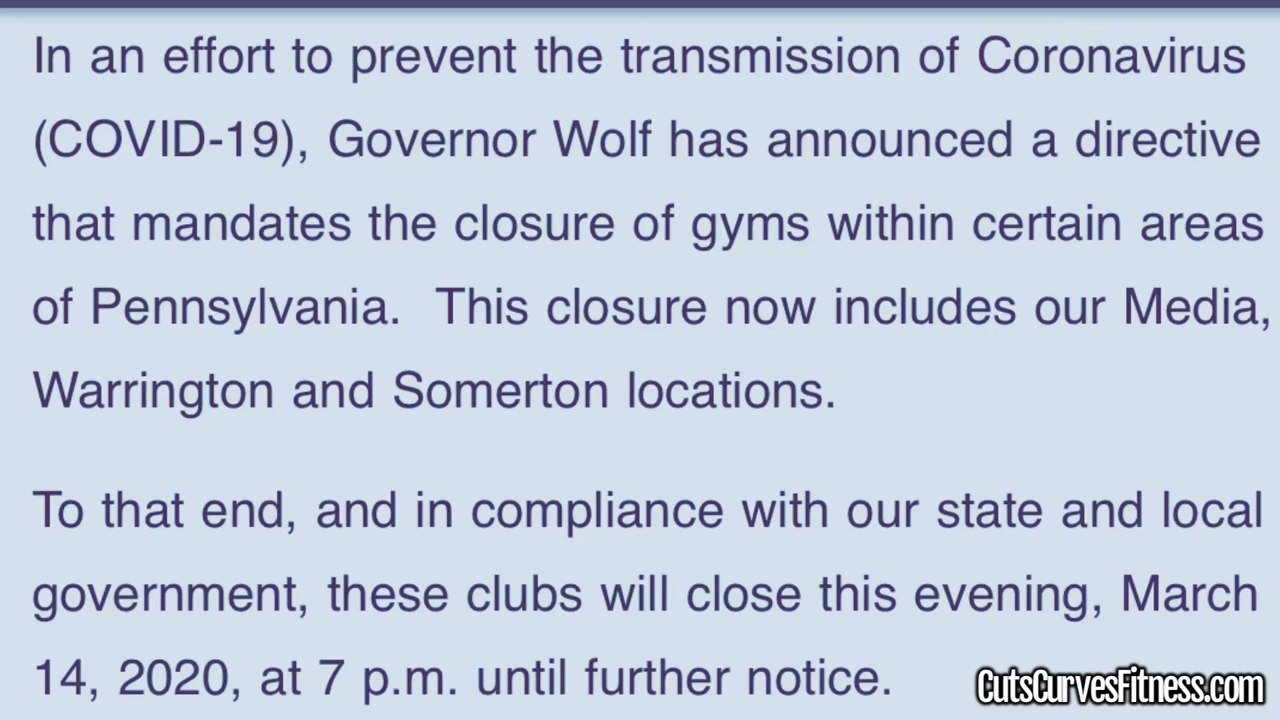 In an effort to prevent the transmission of Coronavirus
(COVID-19), Governor Wolf has announced a directive
that mandates the closure of gyms within certain areas
of Pennsylvania.  This closure now includes our Media,
Warrington and Somerton locations.
To that end, and in compliance with our state and local
government, these clubs will close this evening, March
14, 2020, at 7 p.m. until further notice.
CutsCurvesFitness.com